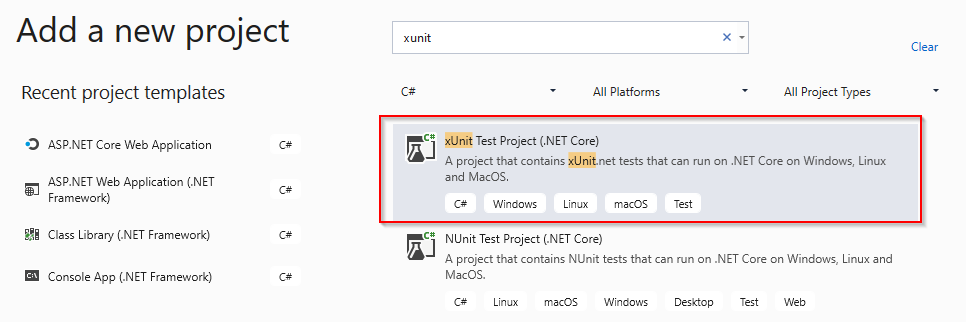 Add a new project
xunit
Clear
Recent project templates
C#
All Platforms
All Project Types
ASP.NET Core Web Application
C#
ASP.NET Web Application (.NET
Framework)
C#
Class Library (.NET Framework)
C#
Console App (.NET Framework)
C#
C#
xUnit Test Project (.NET Core)
A project that contains xUnit.net tests that can run on .NET Core on Windows, Linux
and MacOS.
C#
Windows
Linux
macOS
Test
C#
NUnit Test Project (.NET Core)
A project that contains NUnit tests that can run on .NET Core on Windows, Linux and
MacOS.
C#
Linux
macOS
Windows
Desktop
Test
Web